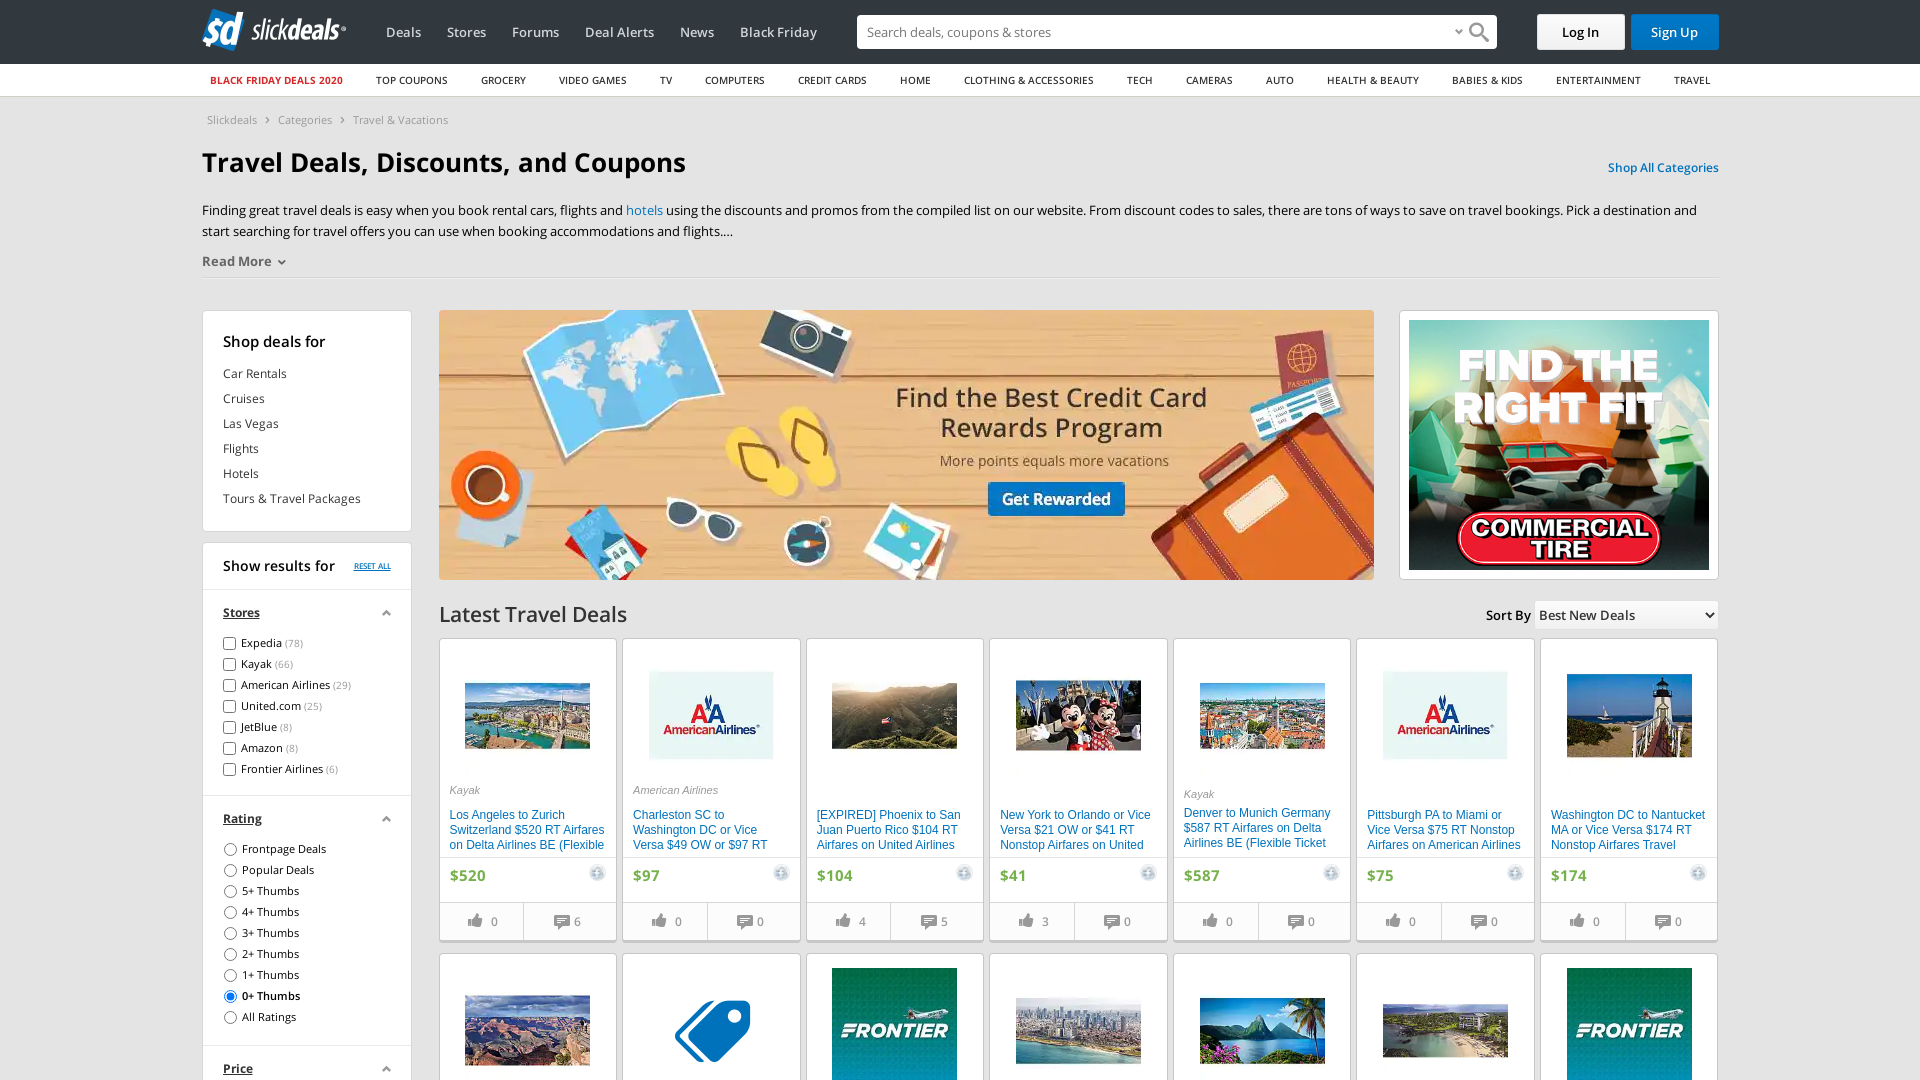 sd slickdeals
Deals Stores Forums Deal Alerts News Black Friday
Search deals, coupons & shopping
Log In
Sign Up
BLACK FRIDAY DEALS 2020 TOP COUPONS GROCERY VIDEO GAMES TV COMPUTERS CREDIT CARDS HOME CLOTHING & ACCESSORIES TECH CAMERAS AUTO HEALTH & BEAUTY BABIES & KIDS ENTERTAINMENT TRAVEL
Slickdeals > Categories > Travel & Vacations
Travel Deals, Discounts, and Coupons
Shop All Categories
Finding great travel deals is easy when you book rental cars, flights and hotels using the discounts and promos from the compiled list on our website. From discount codes to sales, there are tons of ways to save on travel bookings. Pick a destination and
start searching for travel offers you can use when booking accommodations and flights.…
Read More
Shop deals for
Car Rentals
Cruises
Las Vegas
Flights
Hotels
Tours & Travel Packages
Find the Best Credit Card
Rewards Program
More points equals more vacations
Get Rewarded
PASSPORT
FIND THE
RIGHT FIT
COMMERCIAL
TIRE
Show results for
RESET ALL
Stores
Expedia (78)
Kayak (66)
American Airlines (29)
United.com (25)
JetBlue (8)
Amazon (8)
Frontier Airlines (6)
Rating
Frontpage Deals
Popular Deals
5+ Thumbs
4+ Thumbs
3+ Thumbs
2+ Thumbs
1+ Thumbs
0+ Thumbs
All Ratings
Price
Latest Travel Deals
Sort By
Best New Deals
Kayak
Los Angeles to Zurich
Switzerland $520 RT Airfares
on Delta Airlines BE (Flexible
$520
0
6
AmericanAirlines
American Airlines
Charleston SC to
Washington DC or Vice
Versa $49 OW or $97 RT
$97
0
0
[EXPIRED] Phoenix to San
Juan Puerto Rico $104 RT
Airfares on United Airlines
$104
4
5
New York to Orlando or Vice
Versa $21 OW or $41 RT
Nonstop Airfares on United
$41
3
0
Kayak
Denver to Munich Germany
$587 RT Airfares on Delta
Airlines BE (Flexible Ticket
$587
0
0
AmericanAirlines
Pittsburgh PA to Miami or
Vice Versa $75 RT Nonstop
Airfares on American Airlines
$75
0
0
Washington DC to Nantucket
MA or Vice Versa $174 RT
Nonstop Airfares Travel
$174
0
0
FRONTIER
FRONTIER